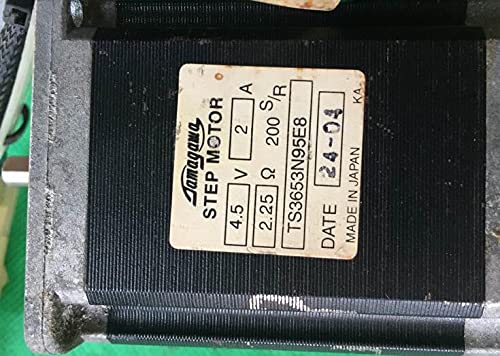 Tamagawa
STEP MOTOR
4.5 V 2 A
2.25 Ω 200 S/R
TS3653N95E8
DATE 24-04
MADE IN JAPAN KA